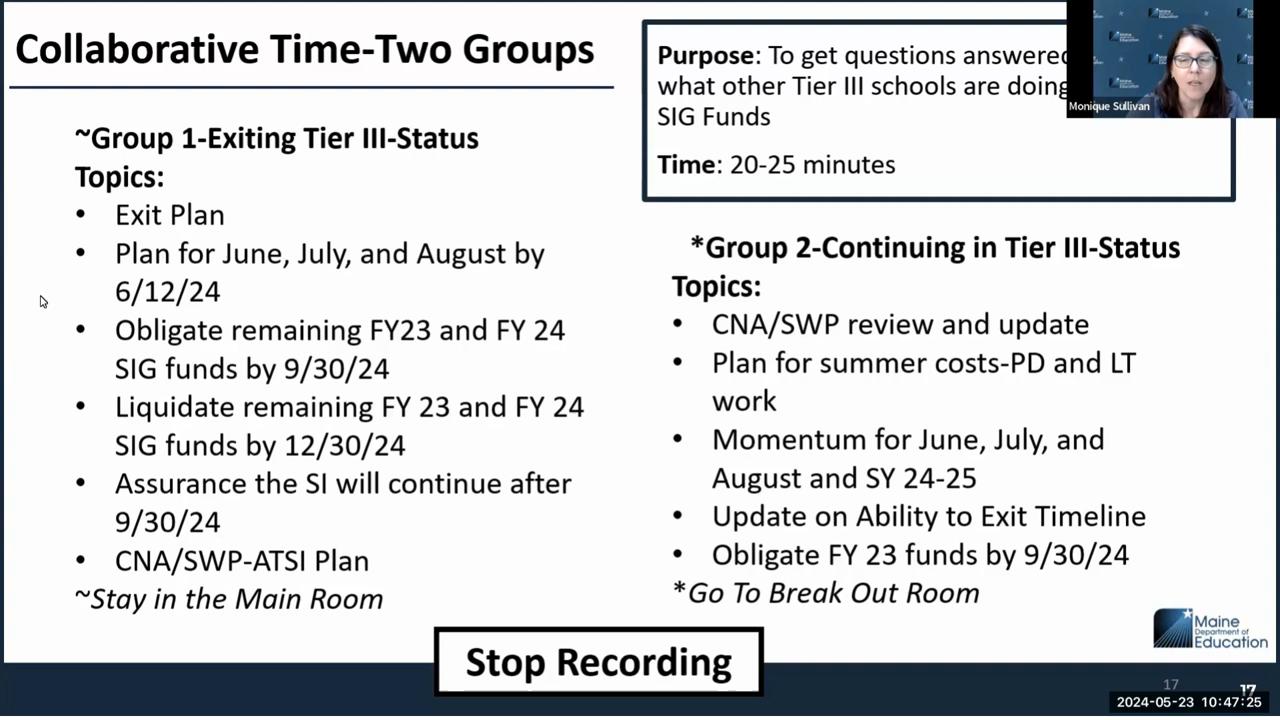 Collaborative Time-Two Groups
Purpose: To get questions answered
what other Tier III schools are doing
SIG Funds
Time: 20-25 minutes
Maine
Department of
Education
Monique Sullivan
~Group 1-Exiting Tier III-Status
Topics:
• Exit Plan
• Plan for June, July, and August by
6/12/24
• Obligate remaining FY23 and FY 24
SIG funds by 9/30/24
• Liquidate remaining FY 23 and FY 24
SIG funds by 12/30/24
• Assurance the SI will continue after
9/30/24
• CNA/SWP-ATSI Plan
~Stay in the Main Room
*Group 2-Continuing in Tier III-Status
Topics:
• CNA/SWP review and update
• Plan for summer costs-PD and LT
work
• Momentum for June, July, and
August and SY 24-25
• Update on Ability to Exit Timeline
• Obligate FY 23 funds by 9/30/24
*Go To Break Out Room
Maine
Department of
Education
Stop Recording
17
17
2024-05-23 10:47:25